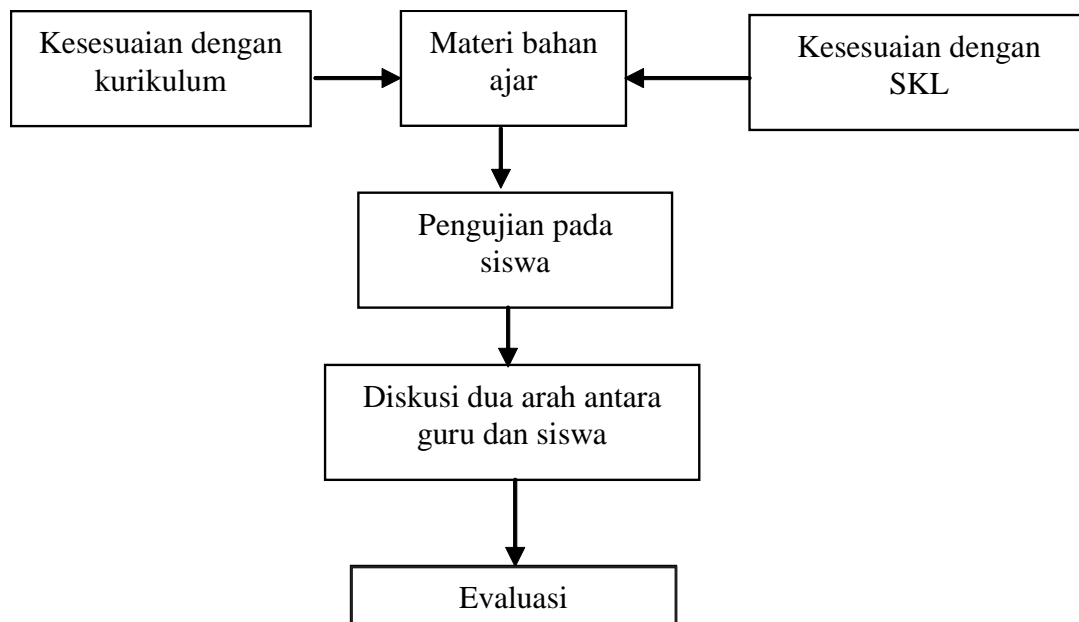 Kesesuaian dengan
kurikulum
Materi bahan
ajar
Kesesuaian dengan
SKL
Pengujian pada
siswa
Diskusi dua arah antara
guru dan siswa
Evaluasi